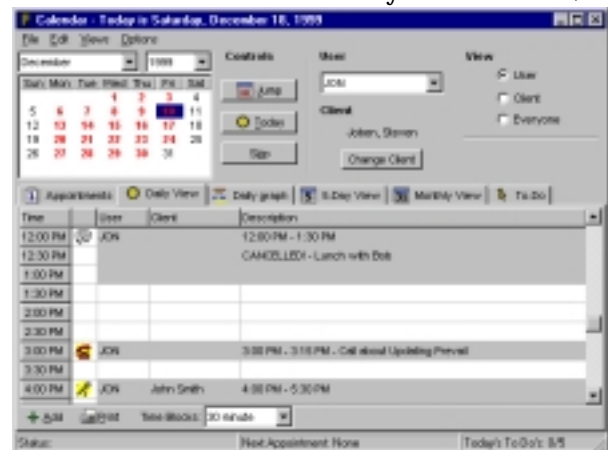 Calendar - Today is Saturday, December 18, 1999
File Edit Views Options
December 1999
Sun Mon Tue Wed Thu Fri Sat
1 2 3 4
5 6 7 8 9 10 11
12 13 14 15 16 17 18
19 20 21 22 23 24 25
26 27 28 29 30 31
Controls
Jump
Today
User
JON
Client
Steven
Change Client
View
User
Client
Everyone
Appointments Daily View Daily graph 5-Day View Monthly View To-Do
Time User Client Description
12:00 PM JON 12:00 PM - 1:30 PM
12:30 PM CANCELLED! - Lunch with Bob
1:00 PM
1:30 PM
2:00 PM
2:30 PM
3:00 PM JON 3:00 PM - 3:15 PM - Call about Updating Prevail
3:30 PM
4:00 PM JON John Smith 4:00 PM - 5:30 PM
Add Print Time Blocks: 30 minute
Status: Next Appointment: None Today's To Do's: 0/5